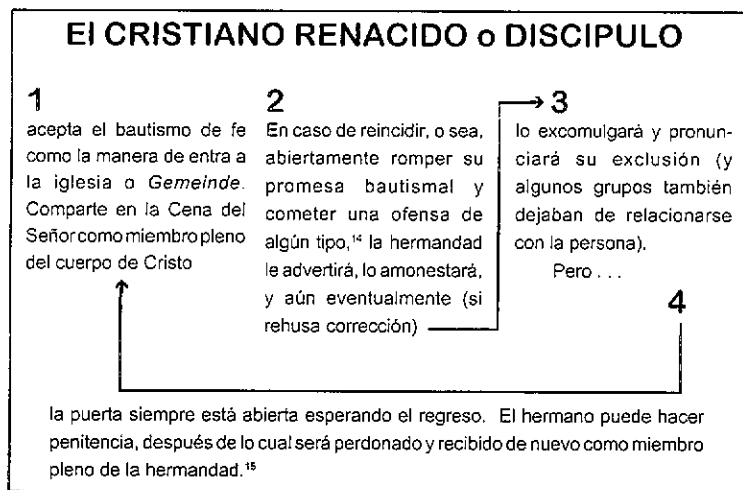 El CRISTIANO RENACIDO o DISCIPULO
1
acepta el bautismo de fe
como la manera de entra a
la iglesia o Gemeinde.
Comparte en la Cena del
Señor como miembro pleno
del cuerpo de Cristo
2
En caso de reincidir, o sea,
abiertamente romper su
promesa bautismal y
cometer una ofensa de
algún tipo,¹⁴ la hermandad
le advertirá, lo amonestará,
y aún eventualmente (si
rehusa corrección)
3
lo excomulgará y pronun-
ciará su exclusión (y
algunos grupos también
dejaban de relacionarse
con la persona).
Pero . . .
4
la puerta siempre está abierta esperando el regreso. El hermano puede hacer
penitencia, después de lo cual será perdonado y recibido de nuevo como miembro
pleno de la hermandad.¹⁵